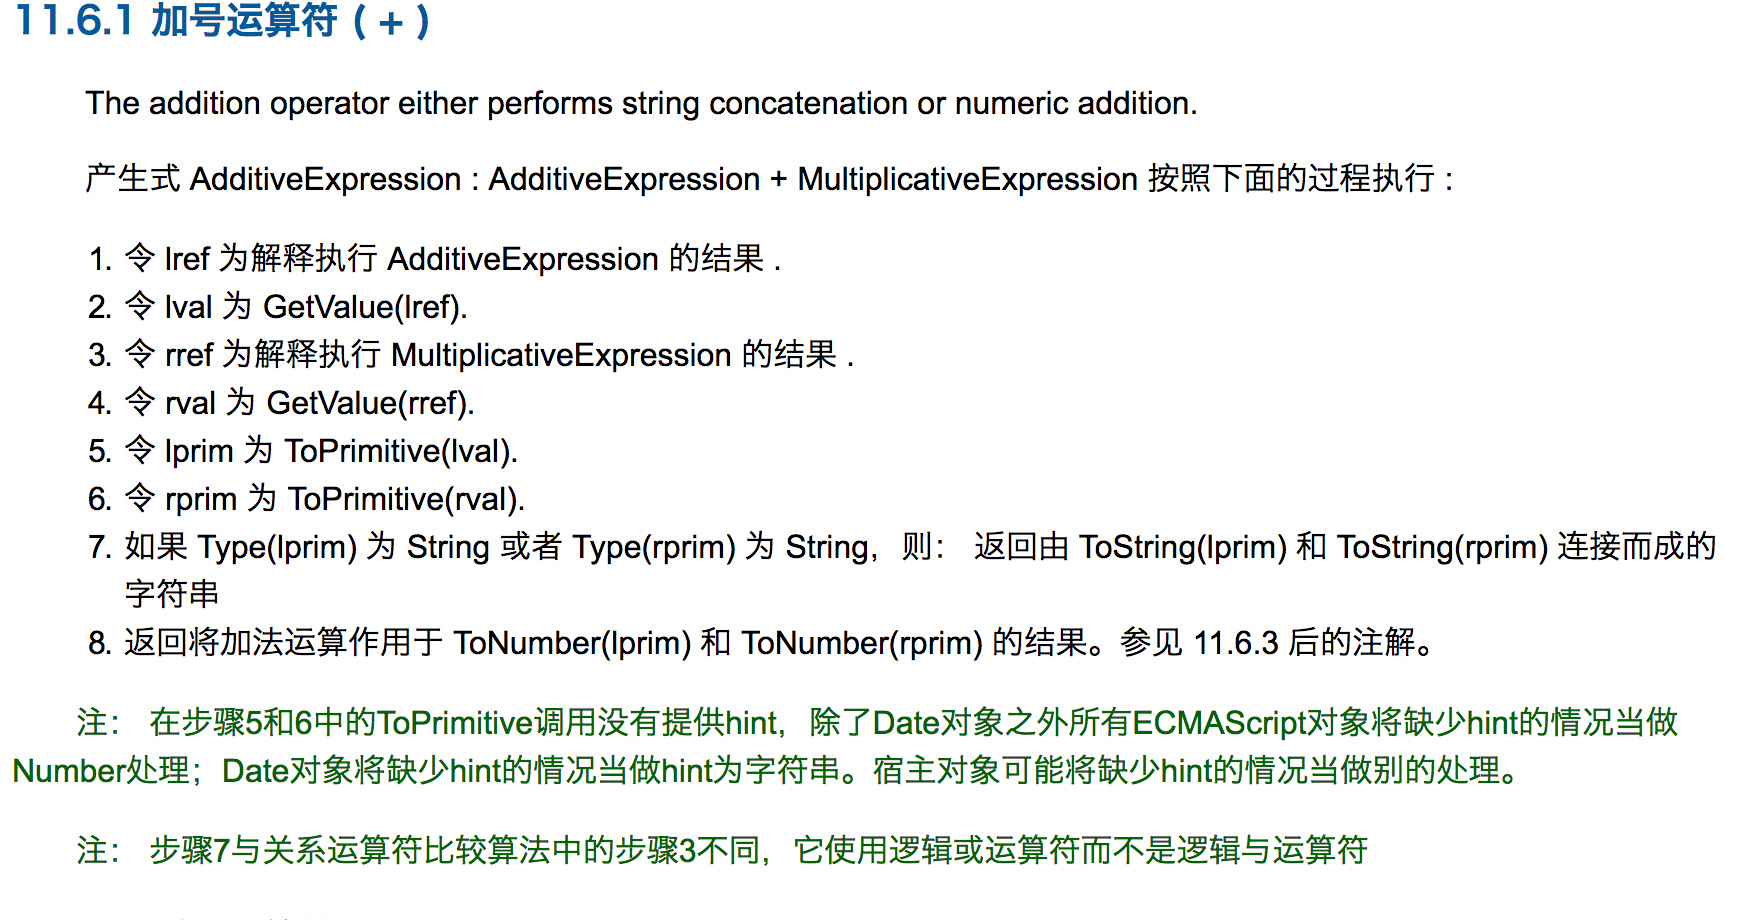 11.6.1 加号运算符 ( + )
The addition operator either performs string concatenation or numeric addition.
产生式 AdditiveExpression : AdditiveExpression + MultiplicativeExpression 按照下面的过程执行 :
1. 令 lref 为解释执行 AdditiveExpression 的结果 .
2. 令 lval 为 GetValue(lref).
3. 令 rref 为解释执行 MultiplicativeExpression 的结果 .
4. 令 rval 为 GetValue(rref).
5. 令 lprim 为 ToPrimitive(lval).
6. 令 rprim 为 ToPrimitive(rval).
7. 如果 Type(lprim) 为 String 或者 Type(rprim) 为 String，则： 返回由 ToString(lprim) 和 ToString(rprim) 连接而成的
字符串
8. 返回将加法运算作用于 ToNumber(lprim) 和 ToNumber(rprim) 的结果。参见 11.6.3 后的注解。
注： 在步骤5和6中的ToPrimitive调用没有提供hint，除了Date对象之外所有ECMAScript对象将缺少hint的情况当做
Number处理；Date对象将缺少hint的情况当做hint为字符串。宿主对象可能将缺少hint的情况当做别的处理。
注： 步骤7与关系运算符比较算法中的步骤3不同，它使用逻辑或运算符而不是逻辑与运算符